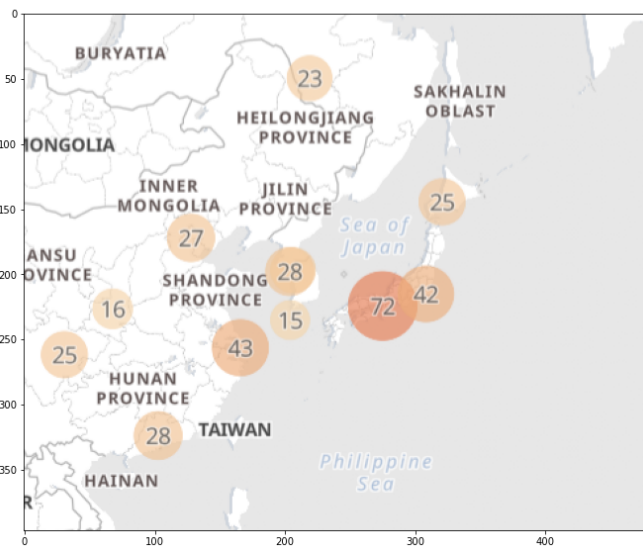 0
BURYATIA
23
50
SAKHALIN
OBLAST
HEILONGJIANG
PROVINCE
100
IONGOLIA
INNER
MONGOLIA
JILIN
PROVINCE
150
25
Sea of
Japan
27
ANSU
OVINCE
200
SHANDONG
PROVINCE
28
16
15
72
42
250
25
43
HUNAN
PROVINCE
300
28
TAIWAN
350
HAINAN
Philippine
Sea
R
0
100
200
300
400